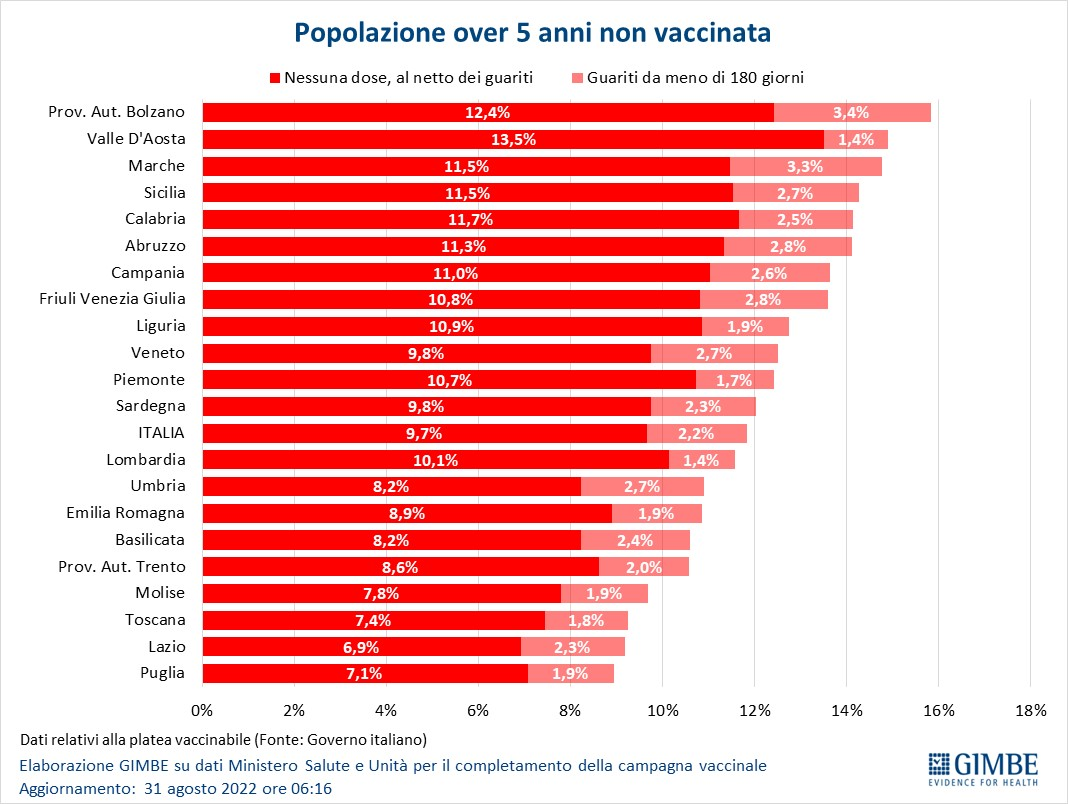 Popolazione over 5 anni non vaccinata
Nessuna dose, al netto dei guariti Guariti da meno di 180 giorni
Prov. Aut. Bolzano 12,4% 3,4%
Valle D'Aosta 13,5% 1,4%
Marche 11,5% 3,3%
Sicilia 11,5% 2,7%
Calabria 11,7% 2,5%
Abruzzo 11,3% 2,8%
Campania 11,0% 2,6%
Friuli Venezia Giulia 10,8% 2,8%
Liguria 10,9% 1,9%
Veneto 9,8% 2,7%
Piemonte 10,7% 1,7%
Sardegna 9,8% 2,3%
ITALIA 9,7% 2,2%
Lombardia 10,1% 1,4%
Umbria 8,2% 2,7%
Emilia Romagna 8,9% 1,9%
Basilicata 8,2% 2,4%
Prov. Aut. Trento 8,6% 2,0%
Molise 7,8% 1,9%
Toscana 7,4% 1,8%
Lazio 6,9% 2,3%
Puglia 7,1% 1,9%
0% 2% 4% 6% 8% 10% 12% 14% 16% 18%
Dati relativi alla platea vaccinabile (Fonte: Governo italiano)
Elaborazione GIMBE su dati Ministero Salute e Unità per il completamento della campagna vaccinale
Aggiornamento: 31 agosto 2022 ore 06:16
GIMBE
EVIDENCE FOR HEALTH